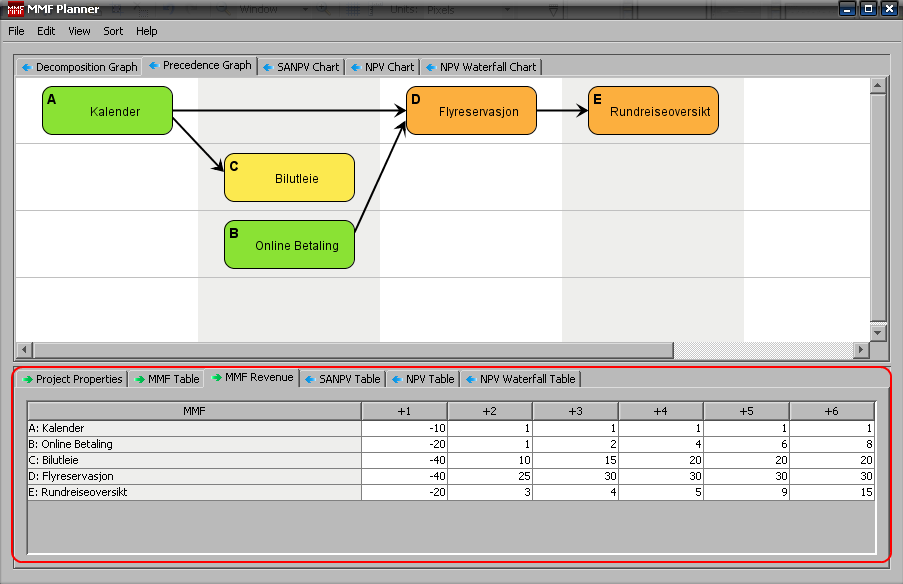 MMF MMF Planner
Window Units: Pixels
File Edit View Sort Help
Decomposition Graph Precedence Graph SANPV Chart NPV Chart NPV Waterfall Chart
A Kalender
D Flyreservasjon
E Rundreiseoversikt
C Bilutleie
B Online Betaling
Project Properties MMF Table MMF Revenue SANPV Table NPV Table NPV Waterfall Table
MMF +1 +2 +3 +4 +5 +6
A: Kalender -10 1 1 1 1 1
B: Online Betaling -20 1 2 4 6 8
C: Bilutleie -40 10 15 20 20 20
D: Flyreservasjon -40 25 30 30 30 30
E: Rundreiseoversikt -20 3 4 5 9 15